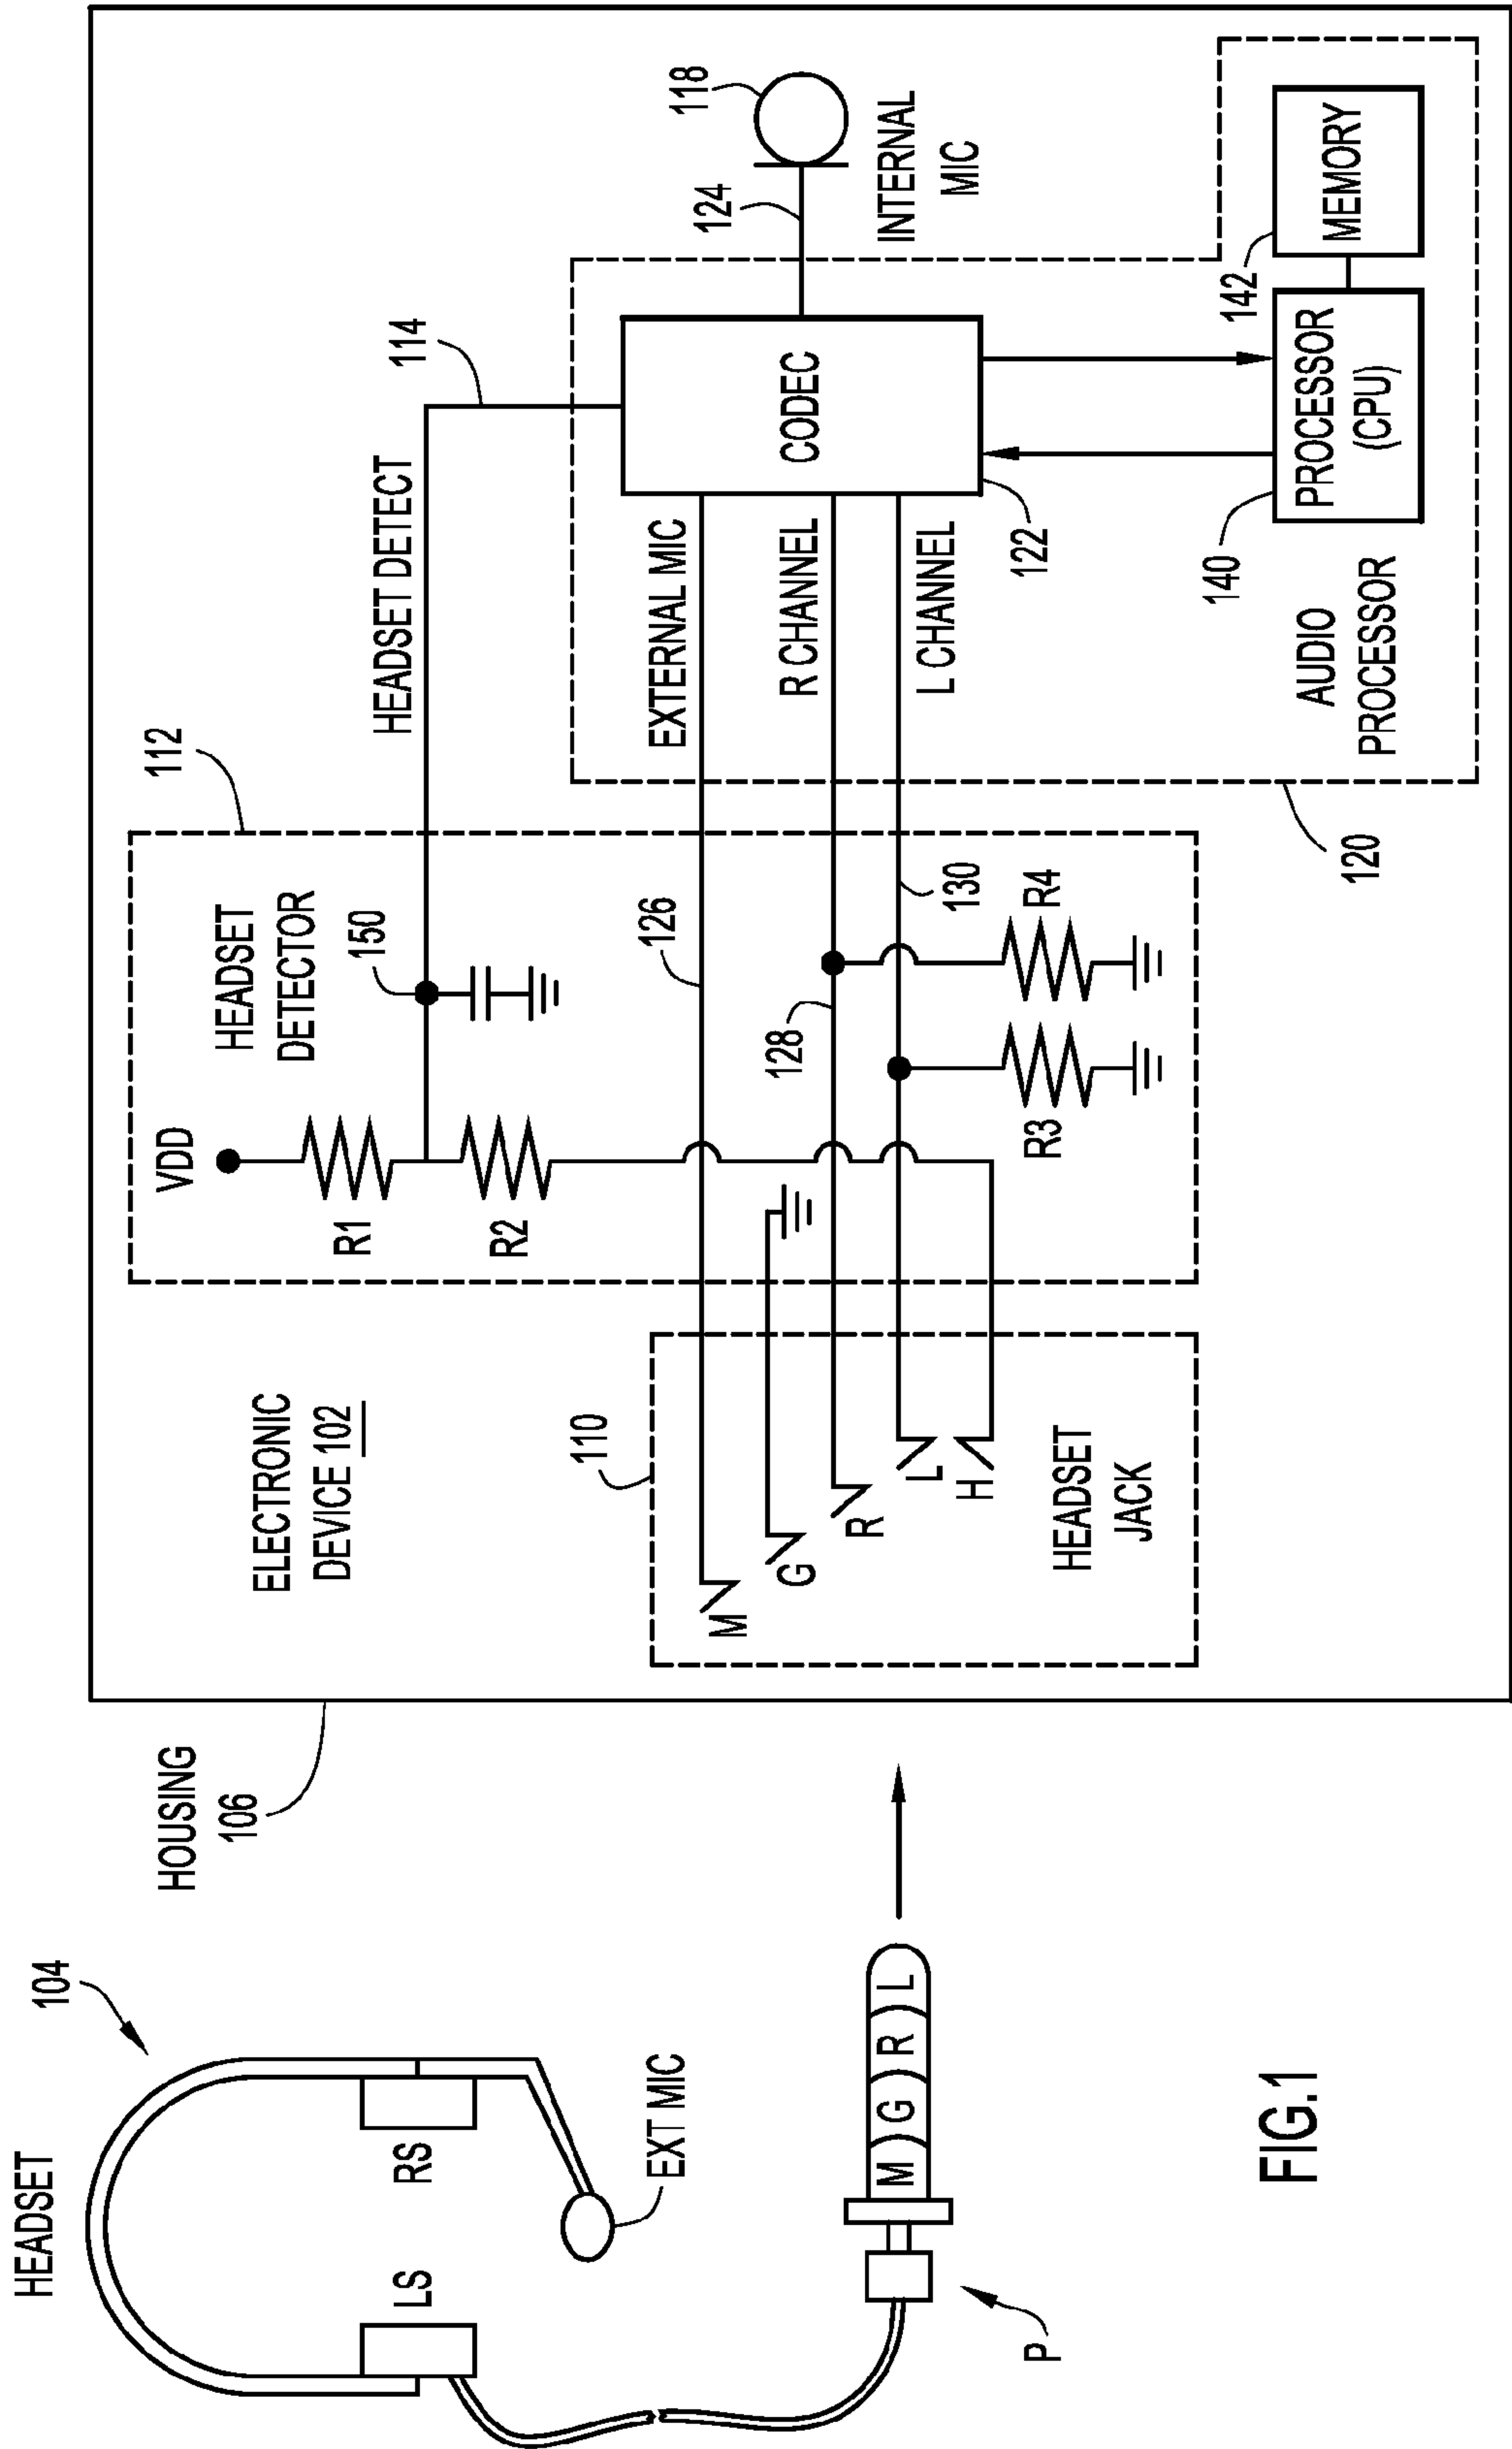 HEADSET
104
LS
RS
EXT MIC
P
M G R L
HOUSING
106
ELECTRONIC
DEVICE 102
110
M
G
R
L
H
HEADSET
JACK
112
VDD
R1
R2
HEADSET
DETECTOR
150
126
128
130
R3
R4
HEADSET DETECT
114
EXTERNAL MIC
R CHANNEL
L CHANNEL
CODEC
122
124
118
INTERNAL
MIC
140
PROCESSOR
(CPU)
142
MEMORY
AUDIO
PROCESSOR
120
FIG.1